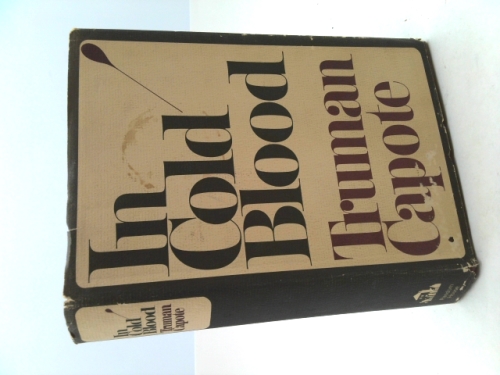 In
Cold
Blood
Truman
Capote
In
Cold
Blood
Truman
Capote